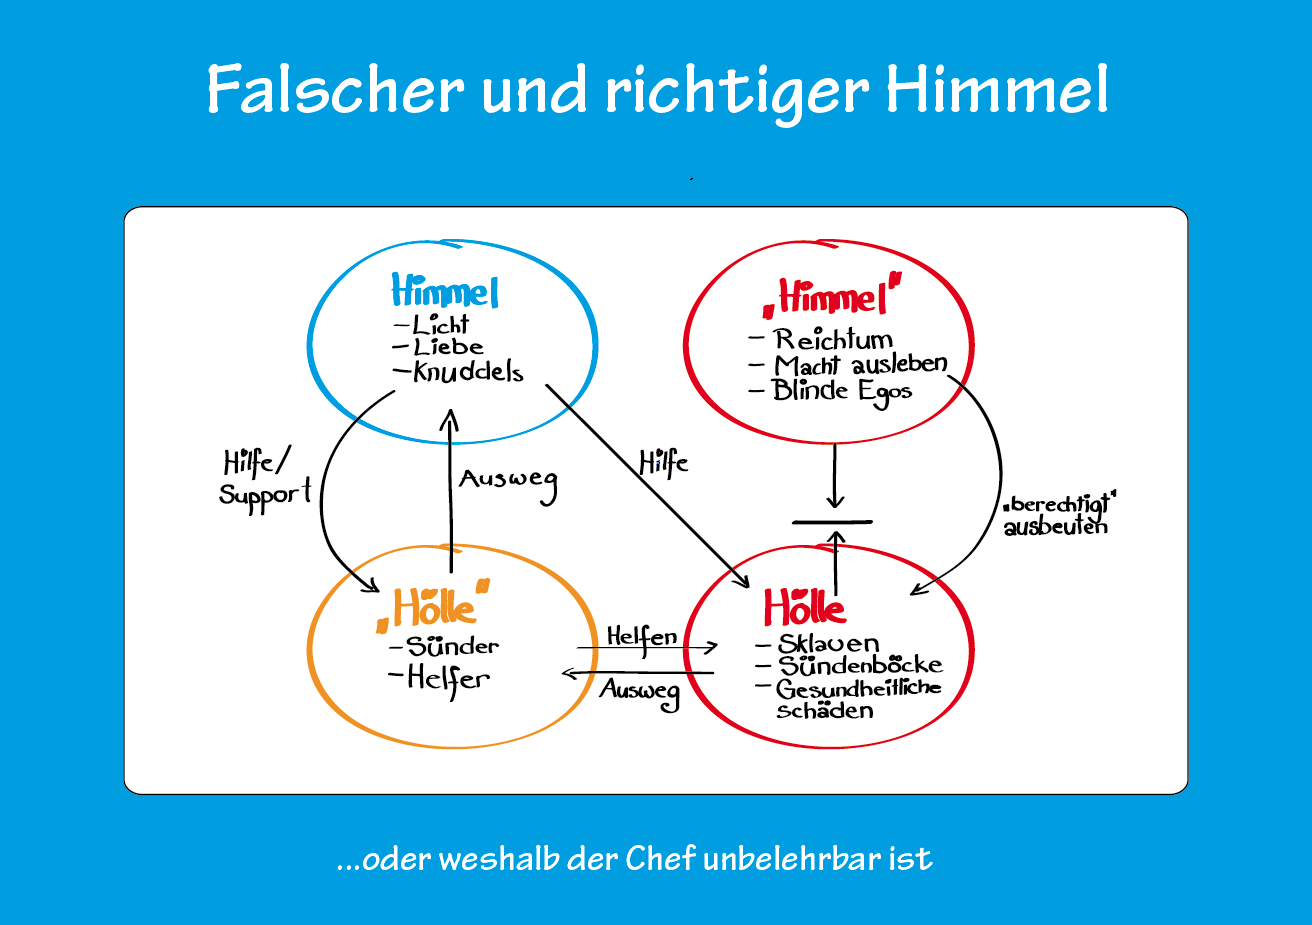 Falscher und richtiger Himmel
Himmel
– Licht
– Liebe
– Knuddels
„Himmel“
– Reichtum
– Macht ausleben
– Blinde Egos
Hilfe/
Support
Ausweg
Hilfe
„berechtigt“
ausbeuten
„Hölle“
– Sünder
– Helfer
Helfen
Ausweg
Hölle
– Sklaven
– Sündenböcke
– Gesundheitliche
schäden
...oder weshalb der Chef unbelehrbar ist